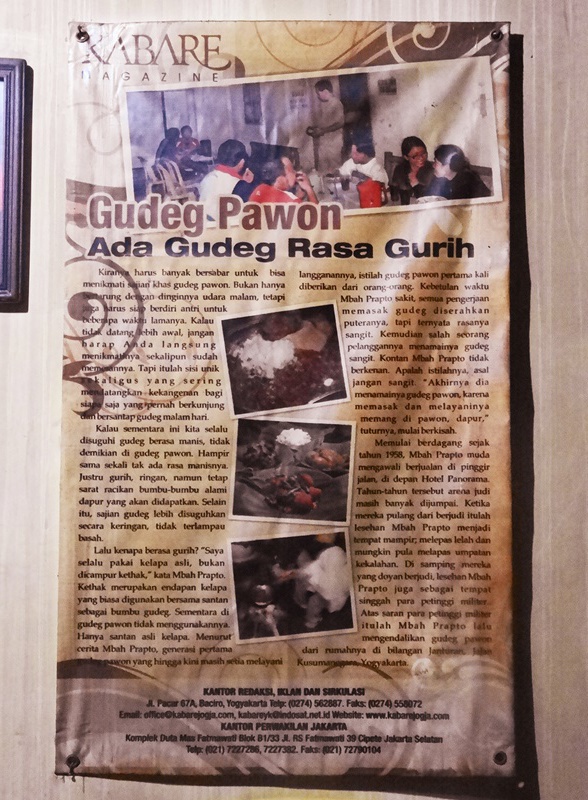 KABARE
MAGAZINE
Gudeg Pawon
Ada Gudeg Rasa Gurih
Kiranya harus banyak bersabar untuk bisa
menikmati sajian khas gudeg pawon. Bukan hanya
bertarung dengan dinginnya udara malam, tetapi
juga harus siap berdiri antri untuk
beberapa waktu lamanya. Kalau
tidak datang lebih awal, jangan
harap Anda langsung
menikmatinya sekalipun sudah
memesannya. Tapi itulah sisi unik
sekaligus yang sering
mendatangkan kekangenan bagi
siapa saja yang pernah berkunjung
dan bersantap gudeg malam hari.
Kalau sementara ini kita selalu
disuguhi gudeg berasa manis, tidak
demikian di gudeg pawon. Hampir
sama sekali tak ada rasa manisnya.
Justru gurih, ringan, namun tetap
sarat racikan bumbu-bumbu alami
dapur yang akan didapatkan. Selain
itu, sajian gudeg lebih disuguhkan
secara keringan, tidak terlampau
basah.
Lalu kenapa berasa gurih? "Saya
selalu pakai kelapa asli, bukan
dicampur kethak," kata Mbah Prapto.
Kethak merupakan endapan kelapa
yang biasa digunakan bersama santan
sebagai bumbu gudeg. Sementara di
gudeg pawon tidak menggunakannya.
Hanya santan asli kelapa. Menurut
cerita Mbah Prapto, generasi pertama
gudeg pawon yang hingga kini masih setia melayani
langganannya, istilah gudeg pawon pertama kali
diberikan dari orang-orang. Kebetulan waktu
Mbah Prapto sakit, semua pengerjaan
memasak gudeg diserahkan
puteranya, tapi ternyata rasanya
sangit. Kemudian salah seorang
pelanggannya menamainya gudeg
sangit. Kontan Mbah Prapto tidak
berkenan. Apalah istilahnya, asal
jangan sangit. "Akhirnya dia
menamainya gudeg pawon, karena
memasak dan melayaninya
memang di pawon, dapur,"
tuturnya, mulai berkisah.
Memulai berdagang sejak
tahun 1958, Mbah Prapto muda
mengawali berjualan di pinggir
jalan, di depan Hotel Panorama.
Tahun-tahun tersebut arena judi
masih banyak dijumpai. Ketika
mereka pulang dari berjudi itulah
lesehan Mbah Prapto menjadi
tempat mampir; melepas lelah dan
mungkin pula melepas umpatan
kekalahan. Di samping mereka
yang doyan berjudi, lesehan Mbah
Prapto juga sebagai tempat
singgah para petinggi militer.
Atas saran para petinggi militer
itulah Mbah Prapto lalu
mengendalikan gudeg pawon
dari rumahnya di bilangan Janturan, Jalan
Kusumanegara, Yogyakarta.
KANTOR REDAKSI, IKLAN DAN SIRKULASI
Jl. Pacar 67A, Baciro, Yogyakarta Telp: (0274) 562887. Faks: (0274) 558072
Email: office@kabarejogja.com, kabareyk@indosat.net.id Website: www.kabarejogja.com
KANTOR PERWAKILAN JAKARTA
Komplek Duta Mas Fatmawati Blok B1/33 Jl. RS Fatmawati 39 Cipete Jakarta Selatan
Telp: (021) 7227286, 7227382. Faks: (021) 72790104